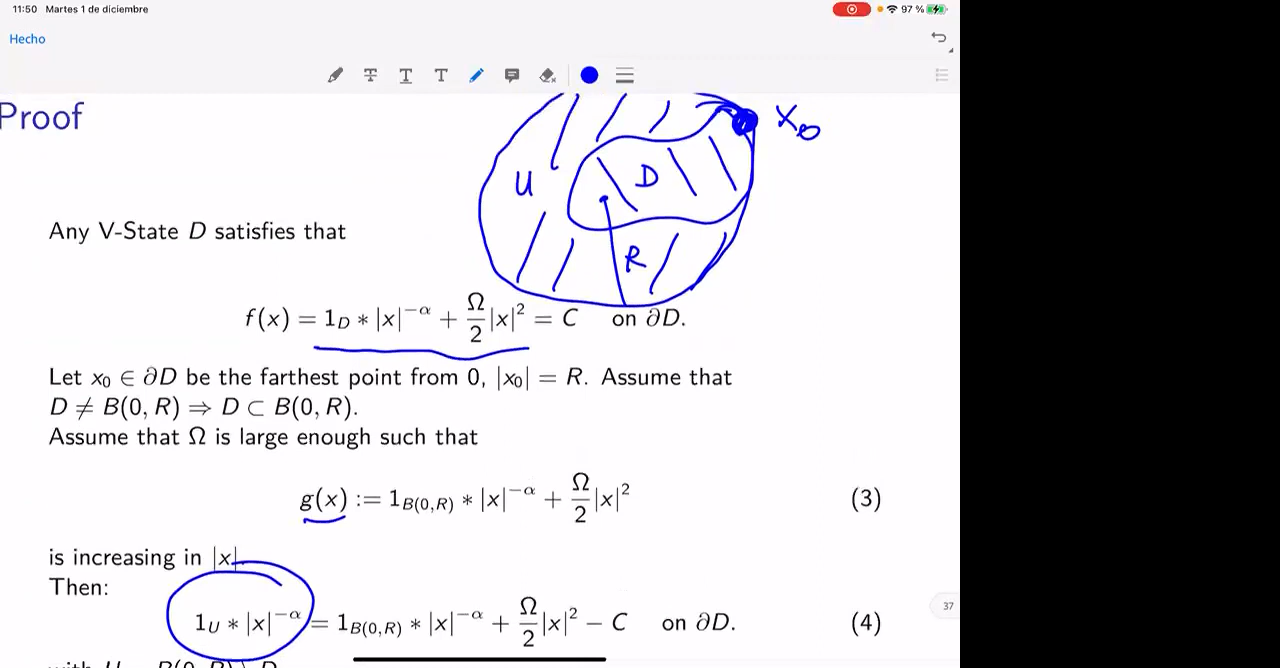 11:50 Martes 1 de diciembre 97 %
Hecho
Proof
x₀
U
D
R
Any V-State D satisfies that
f(x) = 1_D * |x|^{-α} + Ω/2 |x|² = C on ∂D.
Let x₀ ∈ ∂D be the farthest point from 0, |x₀| = R. Assume that
D ≠ B(0, R) ⇒ D ⊂ B(0, R).
Assume that Ω is large enough such that
g(x) := 1_{B(0,R)} * |x|^{-α} + Ω/2 |x|² (3)
is increasing in |x|
Then:
37
1_U * |x|^{-α} = 1_{B(0,R)} * |x|^{-α} + Ω/2 |x|² − C on ∂D. (4)